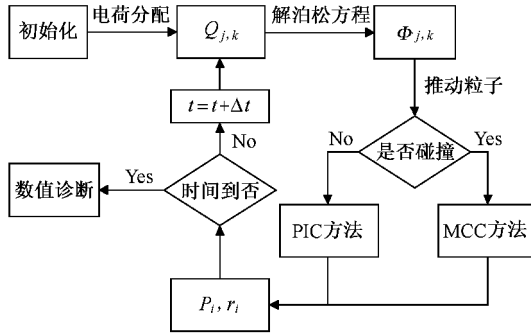 初始化
电荷分配
Q_{j,k}
解泊松方程
Φ_{j,k}
推动粒子
t=t+Δt
No
数值诊断
Yes
时间到否
No
是否碰撞
Yes
PIC方法
MCC方法
P_i, r_i